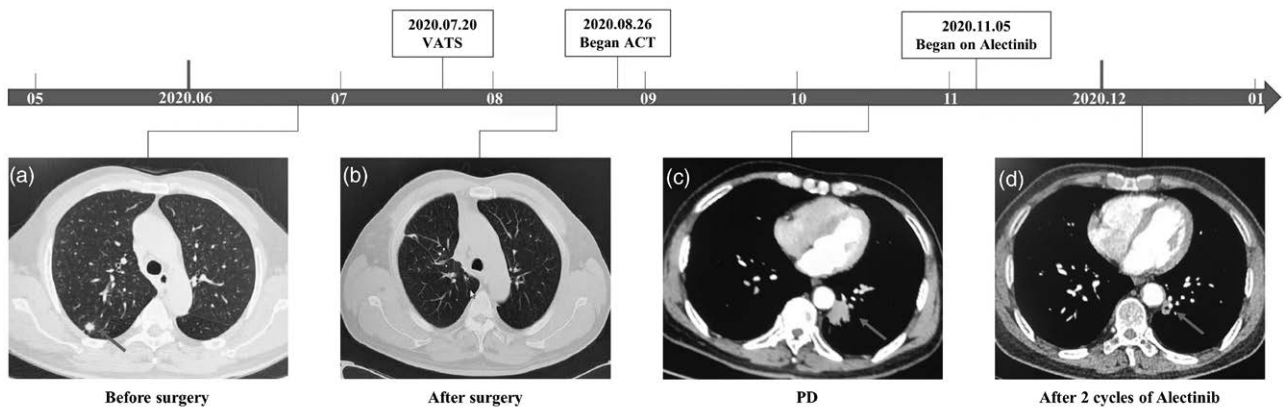 2020.07.20
VATS
2020.08.26
Began ACT
2020.11.05
Began on Alectinib
05 2020.06 07 08 09 10 11 2020.12 01
(a) (b) (c) (d)
Before surgery After surgery PD After 2 cycles of Alectinib